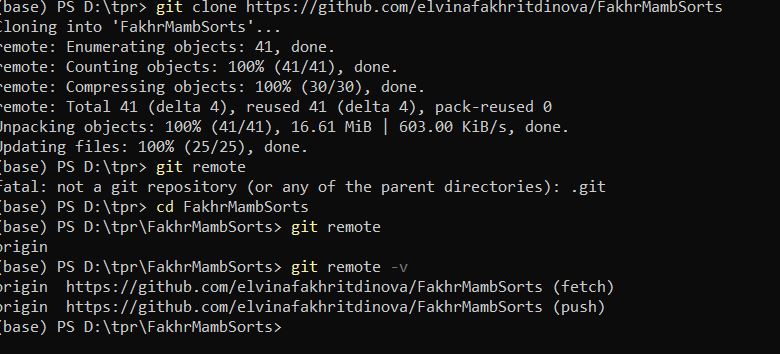 (base) PS D:\tpr> git clone https://github.com/elvinafakhritdinova/FakhrMambSorts
Cloning into 'FakhrMambSorts'...
remote: Enumerating objects: 41, done.
remote: Counting objects: 100% (41/41), done.
remote: Compressing objects: 100% (30/30), done.
remote: Total 41 (delta 4), reused 41 (delta 4), pack-reused 0
Unpacking objects: 100% (41/41), 16.61 MiB | 603.00 KiB/s, done.
Updating files: 100% (25/25), done.
(base) PS D:\tpr> git remote
fatal: not a git repository (or any of the parent directories): .git
(base) PS D:\tpr> cd FakhrMambSorts
(base) PS D:\tpr\FakhrMambSorts> git remote
origin
(base) PS D:\tpr\FakhrMambSorts> git remote -v
origin  https://github.com/elvinafakhritdinova/FakhrMambSorts (fetch)
origin  https://github.com/elvinafakhritdinova/FakhrMambSorts (push)
(base) PS D:\tpr\FakhrMambSorts>